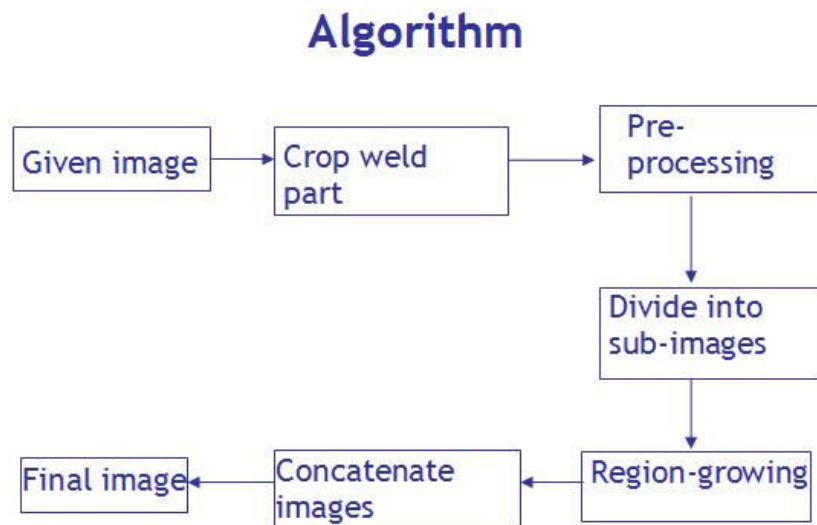 Algorithm
Given image
Crop weld
part
Pre-
processing
Divide into
sub-images
Region-growing
Concatenate
images
Final image